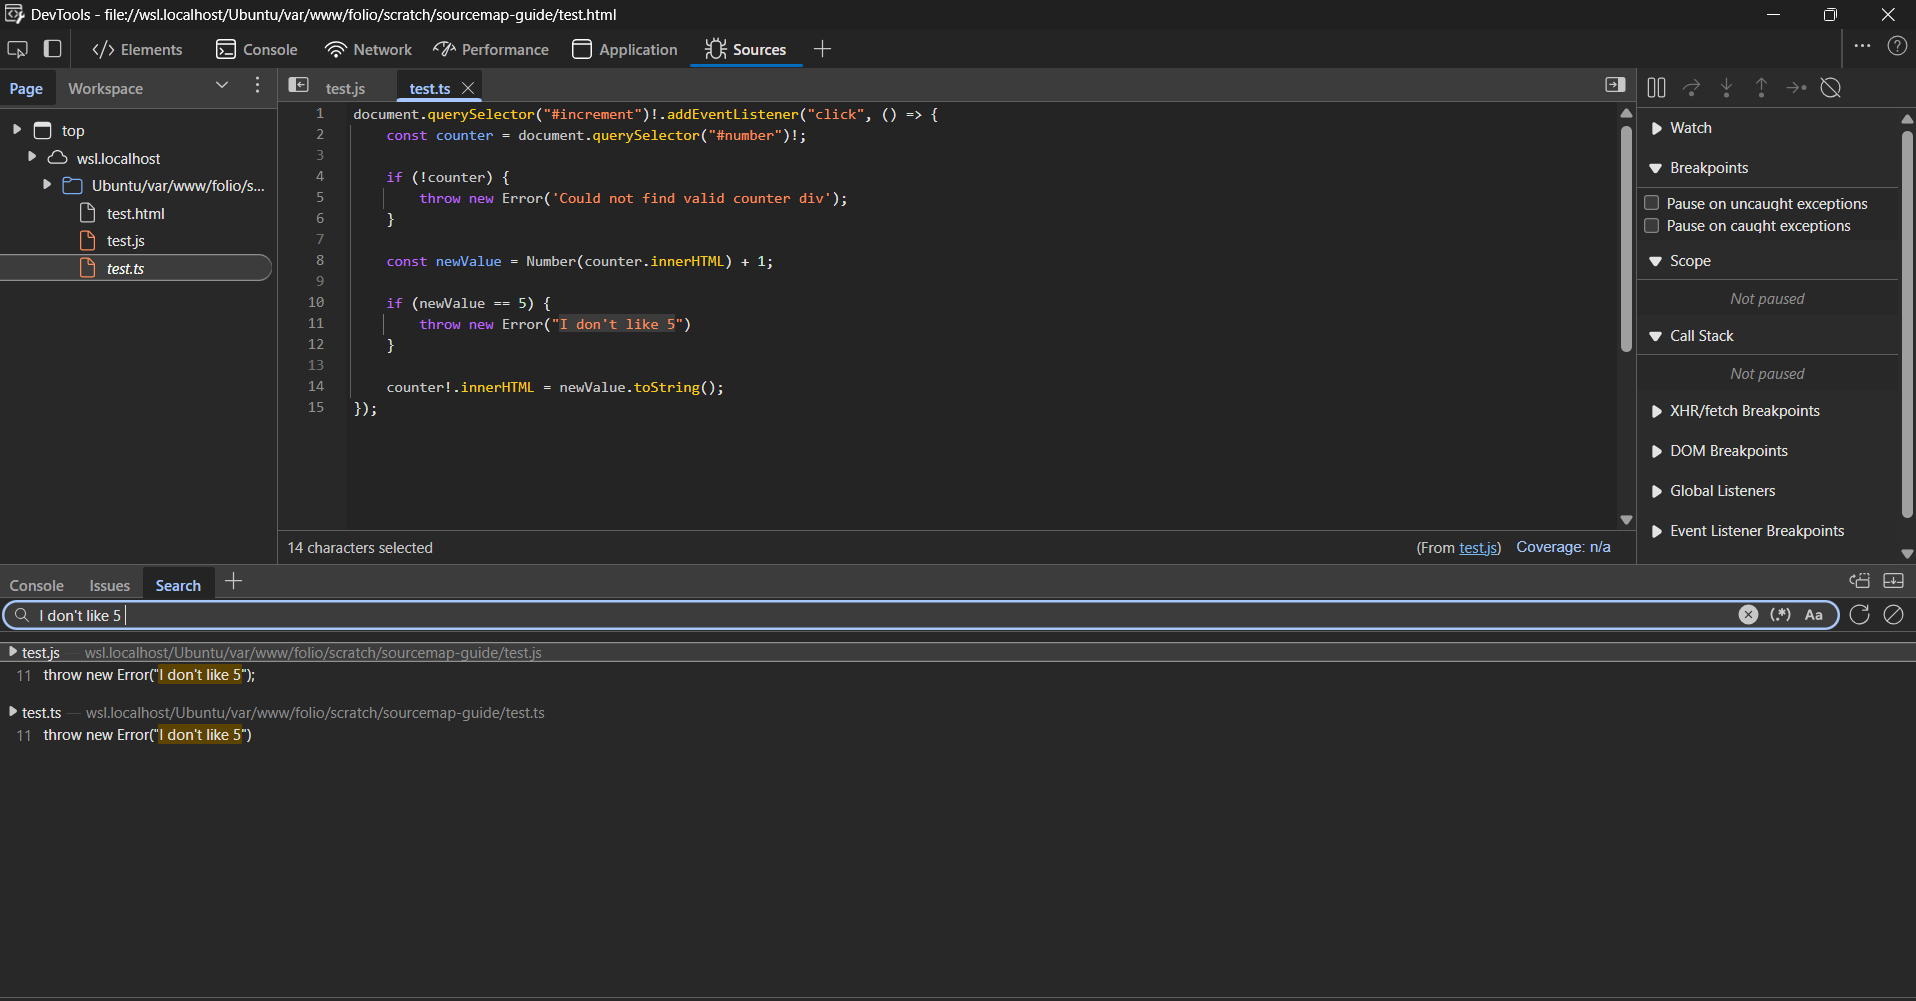 DevTools - file://wsl.localhost/Ubuntu/var/www/folio/scratch/sourcemap-guide/test.html
Elements Console Network Performance Application Sources
Page Workspace
test.js test.ts
top
wsl.localhost
Ubuntu/var/www/folio/s...
test.html
test.js
test.ts
1 document.querySelector("#increment")!.addEventListener("click", () => {
2 const counter = document.querySelector("#number")!;
3
4 if (!counter) {
5 throw new Error('Could not find valid counter div');
6 }
7
8 const newValue = Number(counter.innerHTML) + 1;
9
10 if (newValue == 5) {
11 throw new Error("I don't like 5")
12 }
13
14 counter!.innerHTML = newValue.toString();
15 });
14 characters selected
(From test.js) Coverage: n/a
Watch
Breakpoints
Pause on uncaught exceptions
Pause on caught exceptions
Scope
Not paused
Call Stack
Not paused
XHR/fetch Breakpoints
DOM Breakpoints
Global Listeners
Event Listener Breakpoints
Console Issues Search
I don't like 5
(.*) Aa
test.js — wsl.localhost/Ubuntu/var/www/folio/scratch/sourcemap-guide/test.js
11 throw new Error("I don't like 5");
test.ts — wsl.localhost/Ubuntu/var/www/folio/scratch/sourcemap-guide/test.ts
11 throw new Error("I don't like 5")